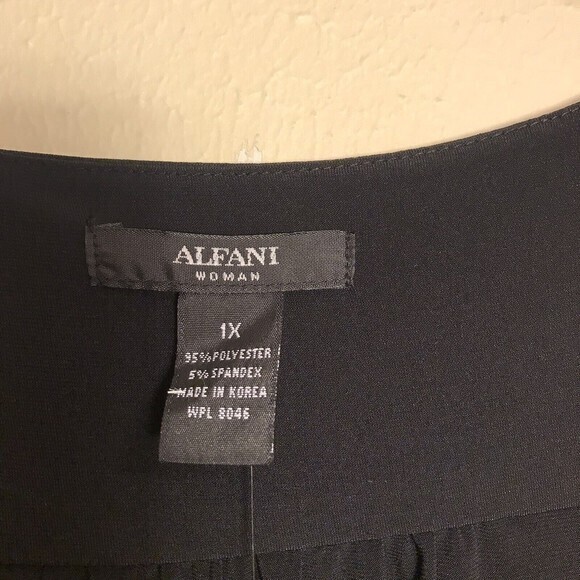 ALFANI
WOMAN
1X
95% POLYESTER
5% SPANDEX
MADE IN KOREA
WPL 8046